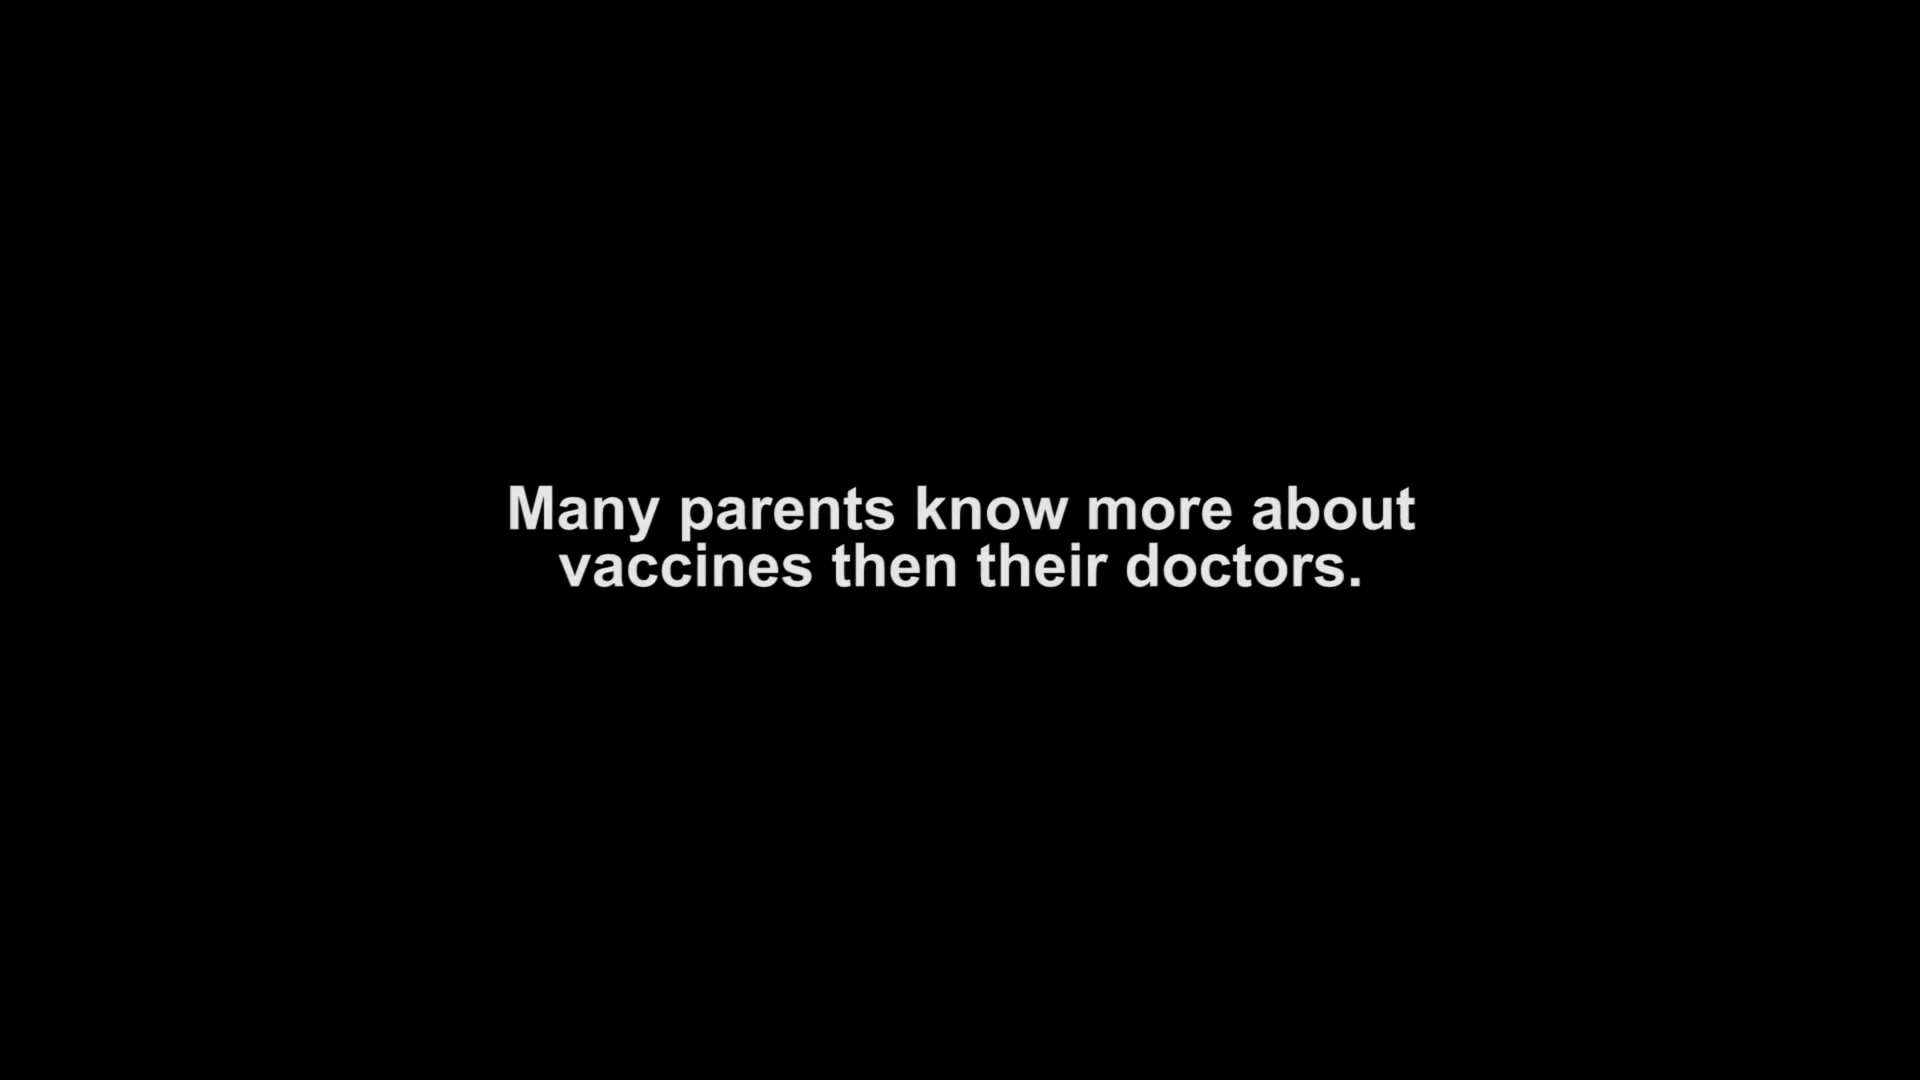 Many parents know more about
vaccines then their doctors.